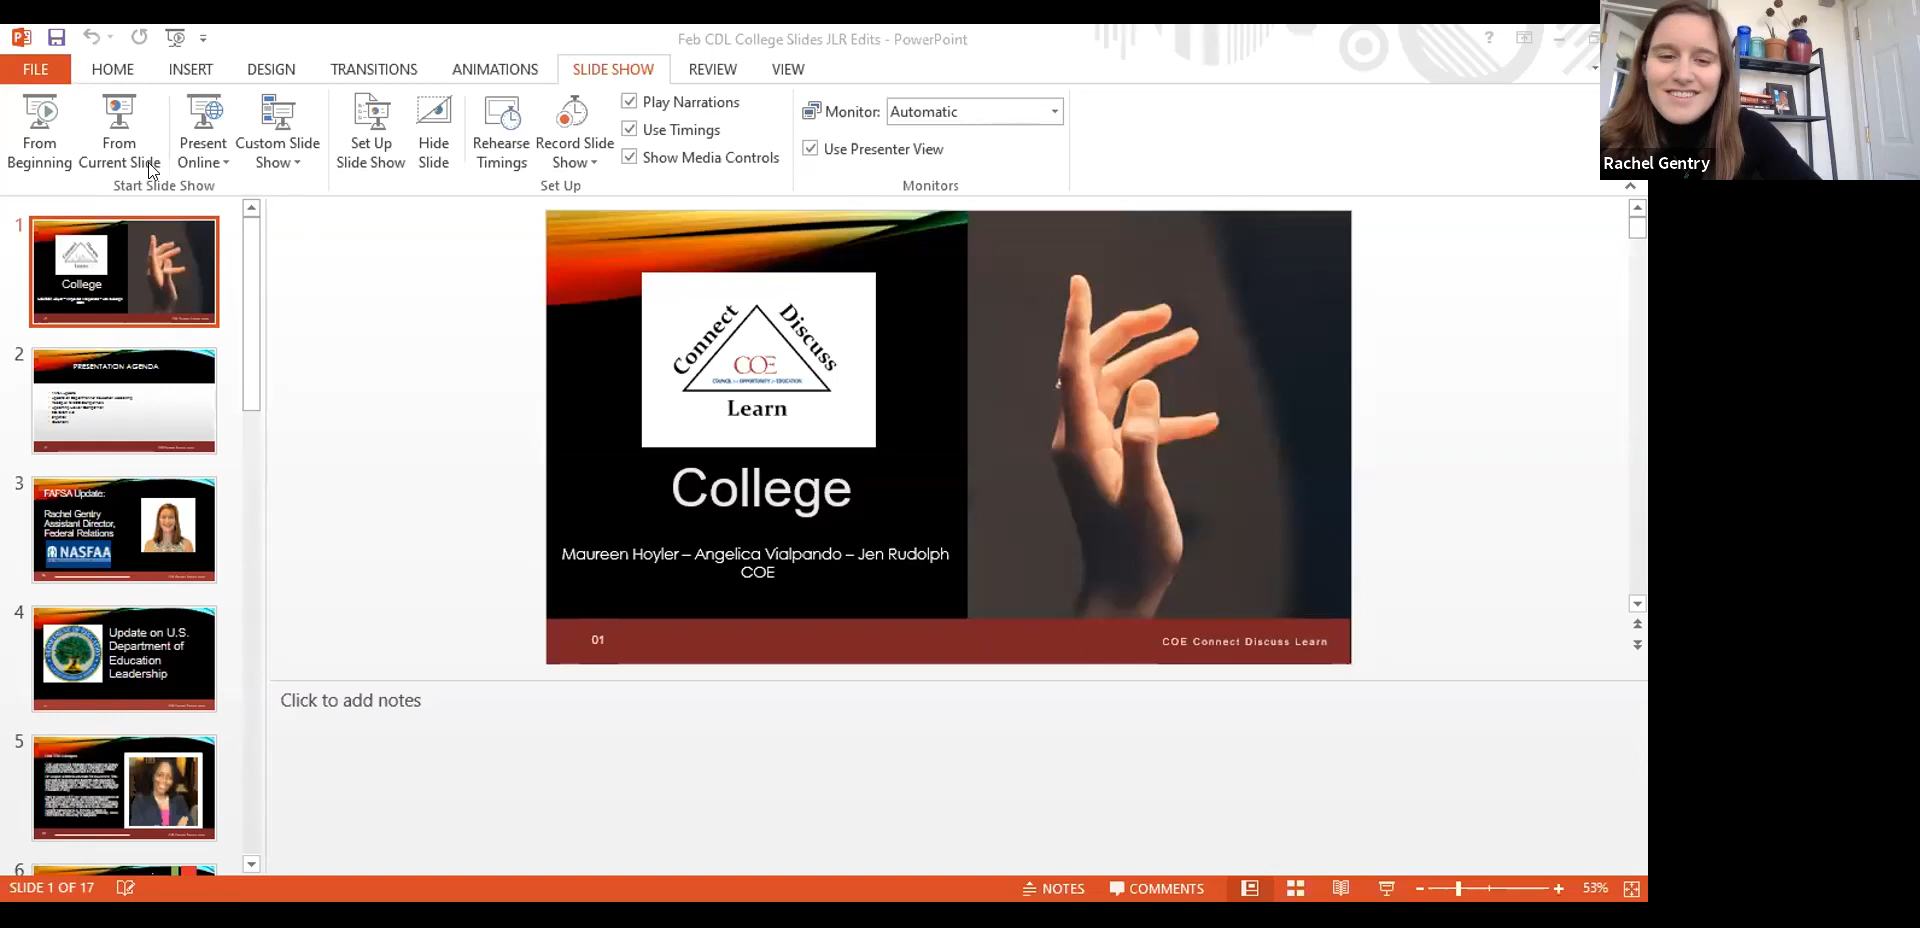 Feb CDL College Slides JLR Edits - PowerPoint
FILE
HOME
INSERT
DESIGN
TRANSITIONS
ANIMATIONS
SLIDE SHOW
REVIEW
VIEW
From Beginning
From Current Slide
Present Online
Custom Slide Show
Start Slide Show
Set Up Slide Show
Hide Slide
Rehearse Timings
Record Slide Show
Play Narrations
Use Timings
Show Media Controls
Set Up
Monitor: Automatic
Use Presenter View
Monitors
Rachel Gentry
1
College
2
PRESENTATION AGENDA
3
FAFSA Update:
Rachel Gentry
Assistant Director,
Federal Relations
NASFAA
4
Update on U.S.
Department of
Education
Leadership
5
6
Connect
Discuss
COE
COUNCIL for OPPORTUNITY in EDUCATION
Learn
College
Maureen Hoyler – Angelica Vialpando – Jen Rudolph
COE
01
COE Connect Discuss Learn
Click to add notes
SLIDE 1 OF 17
NOTES
COMMENTS
53%